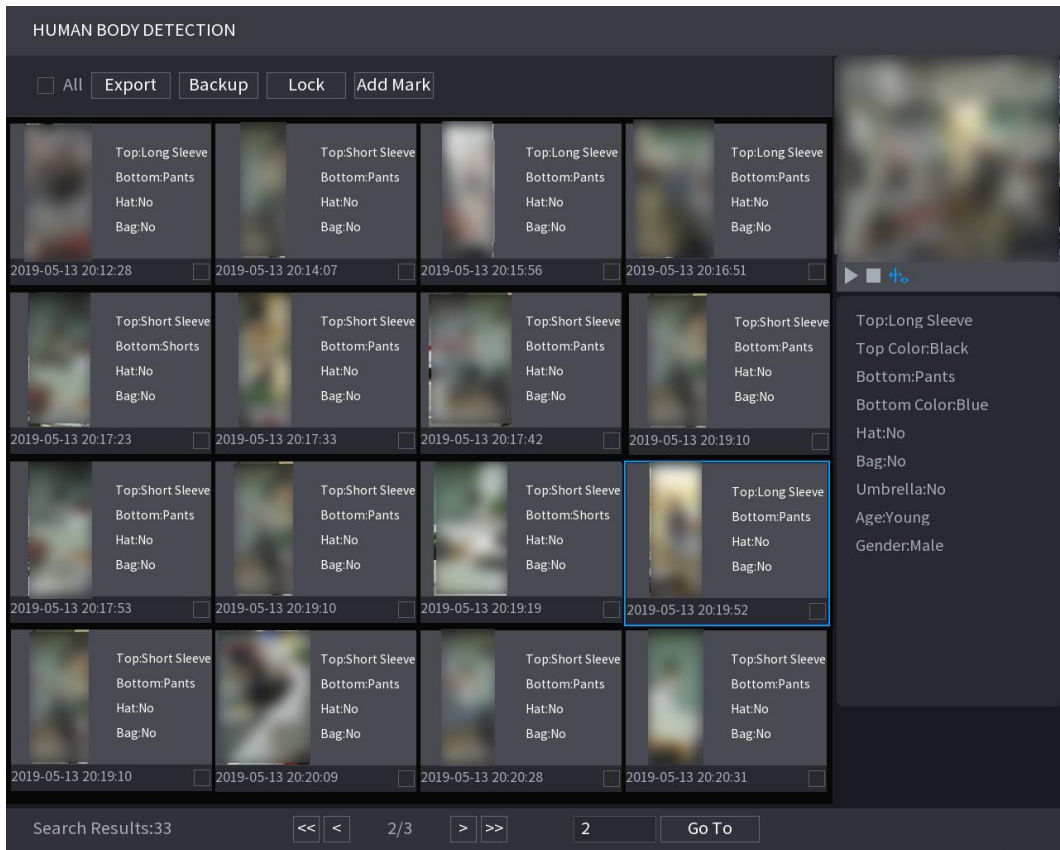 HUMAN BODY DETECTION
All Export Backup Lock Add Mark
Top:Long Sleeve
Bottom:Pants
Hat:No
Bag:No
2019-05-13 20:12:28
Top:Short Sleeve
Bottom:Pants
Hat:No
Bag:No
2019-05-13 20:14:07
Top:Long Sleeve
Bottom:Pants
Hat:No
Bag:No
2019-05-13 20:15:56
Top:Long Sleeve
Bottom:Pants
Hat:No
Bag:No
2019-05-13 20:16:51
Top:Short Sleeve
Bottom:Shorts
Hat:No
Bag:No
2019-05-13 20:17:23
Top:Short Sleeve
Bottom:Pants
Hat:No
Bag:No
2019-05-13 20:17:33
Top:Short Sleeve
Bottom:Pants
Hat:No
Bag:No
2019-05-13 20:17:42
Top:Short Sleeve
Bottom:Pants
Hat:No
Bag:No
2019-05-13 20:19:10
Top:Short Sleeve
Bottom:Pants
Hat:No
Bag:No
2019-05-13 20:17:53
Top:Short Sleeve
Bottom:Pants
Hat:No
Bag:No
2019-05-13 20:19:10
Top:Short Sleeve
Bottom:Shorts
Hat:No
Bag:No
2019-05-13 20:19:19
Top:Long Sleeve
Bottom:Pants
Hat:No
Bag:No
2019-05-13 20:19:52
Top:Short Sleeve
Bottom:Pants
Hat:No
Bag:No
2019-05-13 20:19:10
Top:Short Sleeve
Bottom:Pants
Hat:No
Bag:No
2019-05-13 20:20:09
Top:Short Sleeve
Bottom:Pants
Hat:No
Bag:No
2019-05-13 20:20:28
Top:Short Sleeve
Bottom:Pants
Hat:No
Bag:No
2019-05-13 20:20:31
Top:Long Sleeve
Top Color:Black
Bottom:Pants
Bottom Color:Blue
Hat:No
Bag:No
Umbrella:No
Age:Young
Gender:Male
Search Results:33 << < 2/3 > >> 2 Go To